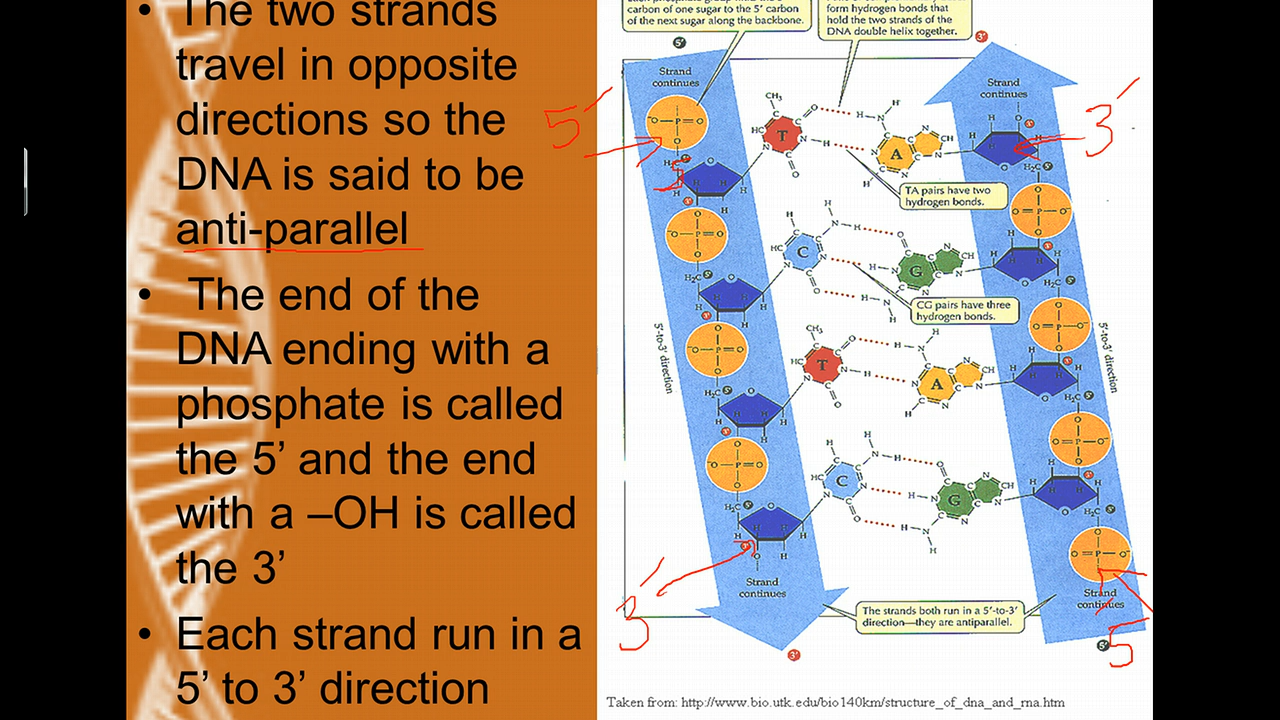 • The two strands
travel in opposite
directions so the
DNA is said to be
anti-parallel
• The end of the
DNA ending with a
phosphate is called
the 5’ and the end
with a –OH is called
the 3’
• Each strand run in a
5’ to 3’ direction
carbon of one sugar to the 5' carbon
of the next sugar along the backbone.
form hydrogen bonds that
hold the two strands of the
DNA double helix together.
5'
3'
Strand
continues
Strand
continues
5'
3'
CH3
T
A
TA pairs have two
hydrogen bonds.
C
G
CG pairs have three
hydrogen bonds.
5'-to-3' direction
5'-to-3' direction
CH3
T
A
C
G
Strand
continues
Strand
continues
The strands both run in a 5'-to-3'
direction—they are antiparallel.
3'
5
3'
5'
Taken from: http://www.bio.utk.edu/bio140km/structure_of_dna_and_rna.htm